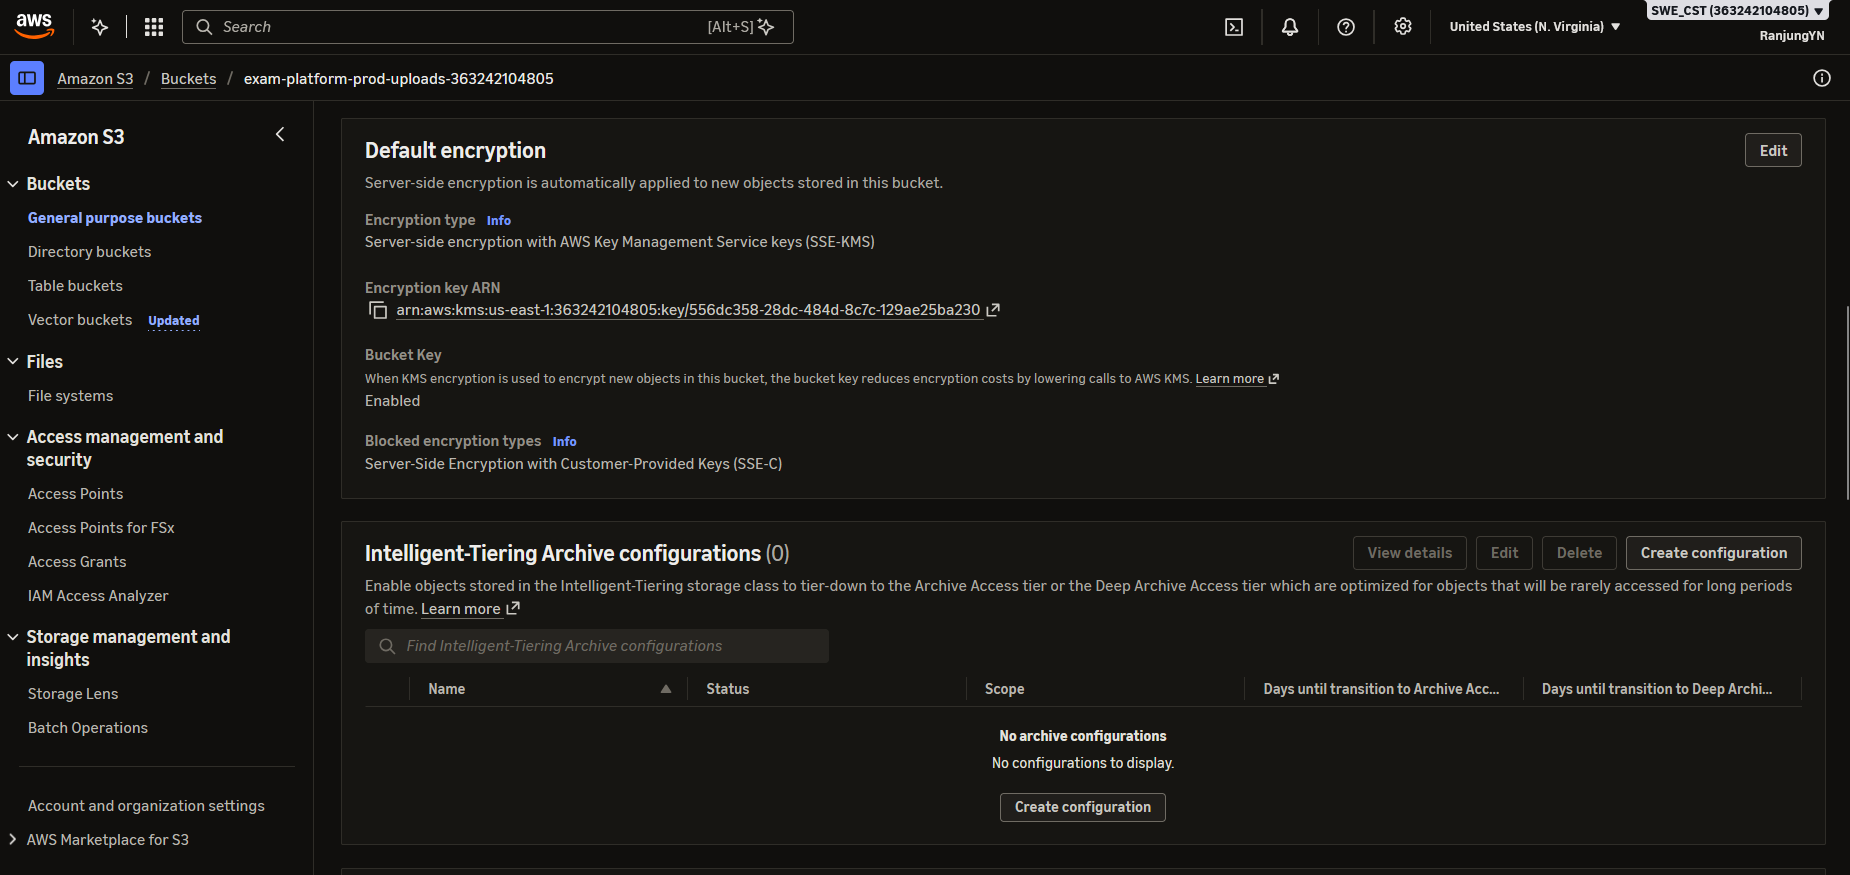 aws
Search
[Alt+S]
United States (N. Virginia)
SWE_CST (363242104805)
RanjungYN
Amazon S3 / Buckets / exam-platform-prod-uploads-363242104805
Amazon S3
Buckets
General purpose buckets
Directory buckets
Table buckets
Vector buckets Updated
Files
File systems
Access management and
security
Access Points
Access Points for FSx
Access Grants
IAM Access Analyzer
Storage management and
insights
Storage Lens
Batch Operations
Account and organization settings
AWS Marketplace for S3
Default encryption
Edit
Server-side encryption is automatically applied to new objects stored in this bucket.
Encryption type Info
Server-side encryption with AWS Key Management Service keys (SSE-KMS)
Encryption key ARN
arn:aws:kms:us-east-1:363242104805:key/556dc358-28dc-484d-8c7c-129ae25ba230
Bucket Key
When KMS encryption is used to encrypt new objects in this bucket, the bucket key reduces encryption costs by lowering calls to AWS KMS. Learn more
Enabled
Blocked encryption types Info
Server-Side Encryption with Customer-Provided Keys (SSE-C)
Intelligent-Tiering Archive configurations (0)
View details
Edit
Delete
Create configuration
Enable objects stored in the Intelligent-Tiering storage class to tier-down to the Archive Access tier or the Deep Archive Access tier which are optimized for objects that will be rarely accessed for long periods
of time. Learn more
Find Intelligent-Tiering Archive configurations
Name Status Scope Days until transition to Archive Acc... Days until transition to Deep Archi...
No archive configurations
No configurations to display.
Create configuration